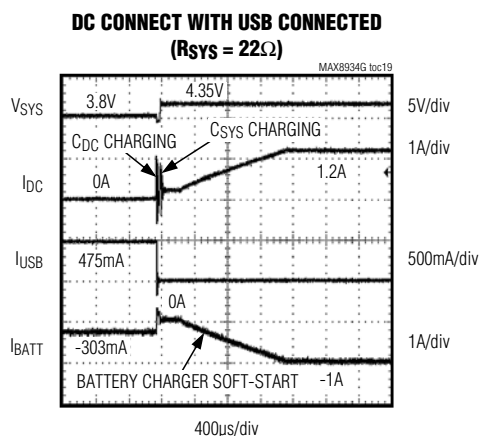 DC CONNECT WITH USB CONNECTED
(RSYS = 22Ω)
MAX8934G toc19
VSYS
3.8V
4.35V
5V/div
CDC CHARGING
CSYS CHARGING
1A/div
IDC
0A
1.2A
IUSB
475mA
500mA/div
0A
IBATT
-303mA
1A/div
BATTERY CHARGER SOFT-START
-1A
400µs/div